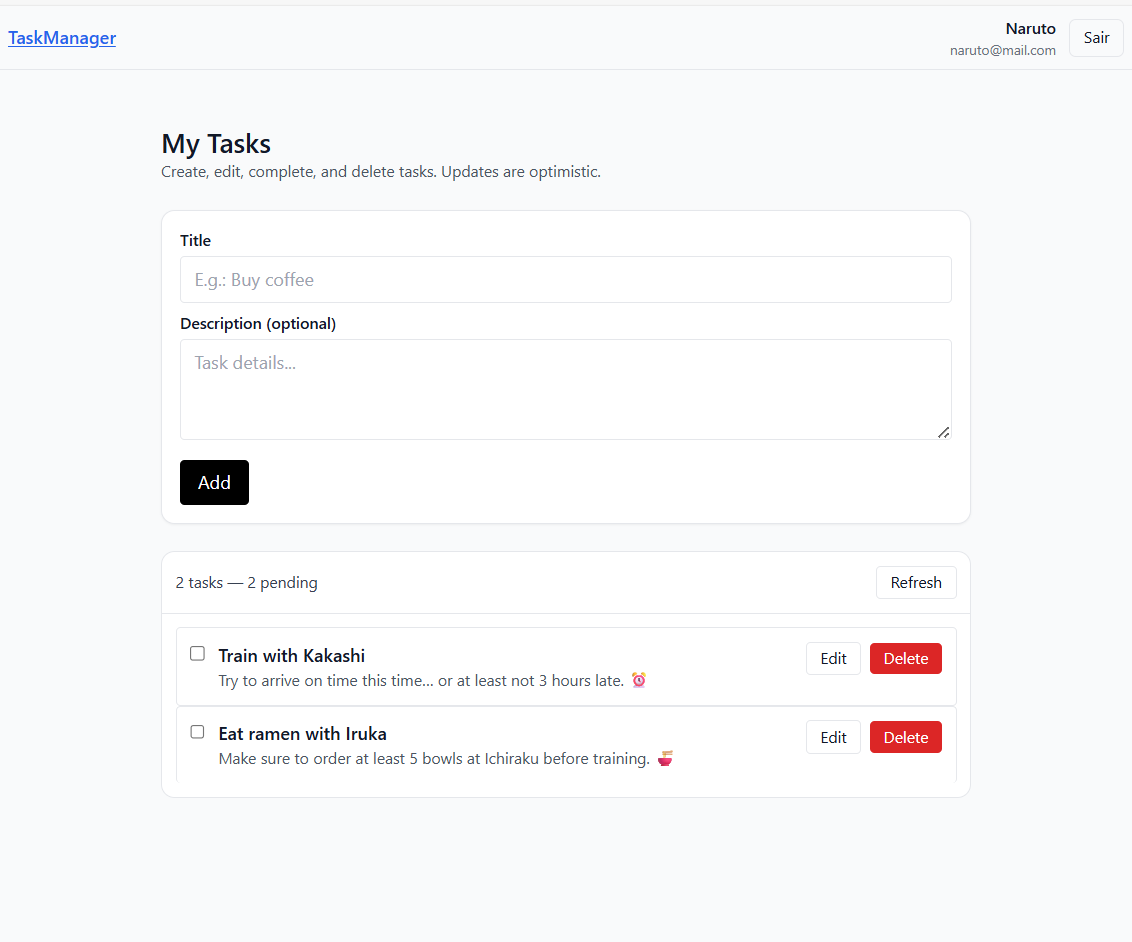 TaskManager
Naruto
naruto@mail.com
Sair
My Tasks
Create, edit, complete, and delete tasks. Updates are optimistic.
Title
E.g.: Buy coffee
Description (optional)
Task details...
Add
2 tasks — 2 pending
Refresh
Train with Kakashi
Edit
Delete
Try to arrive on time this time... or at least not 3 hours late. ⏰
Eat ramen with Iruka
Edit
Delete
Make sure to order at least 5 bowls at Ichiraku before training. 🍜